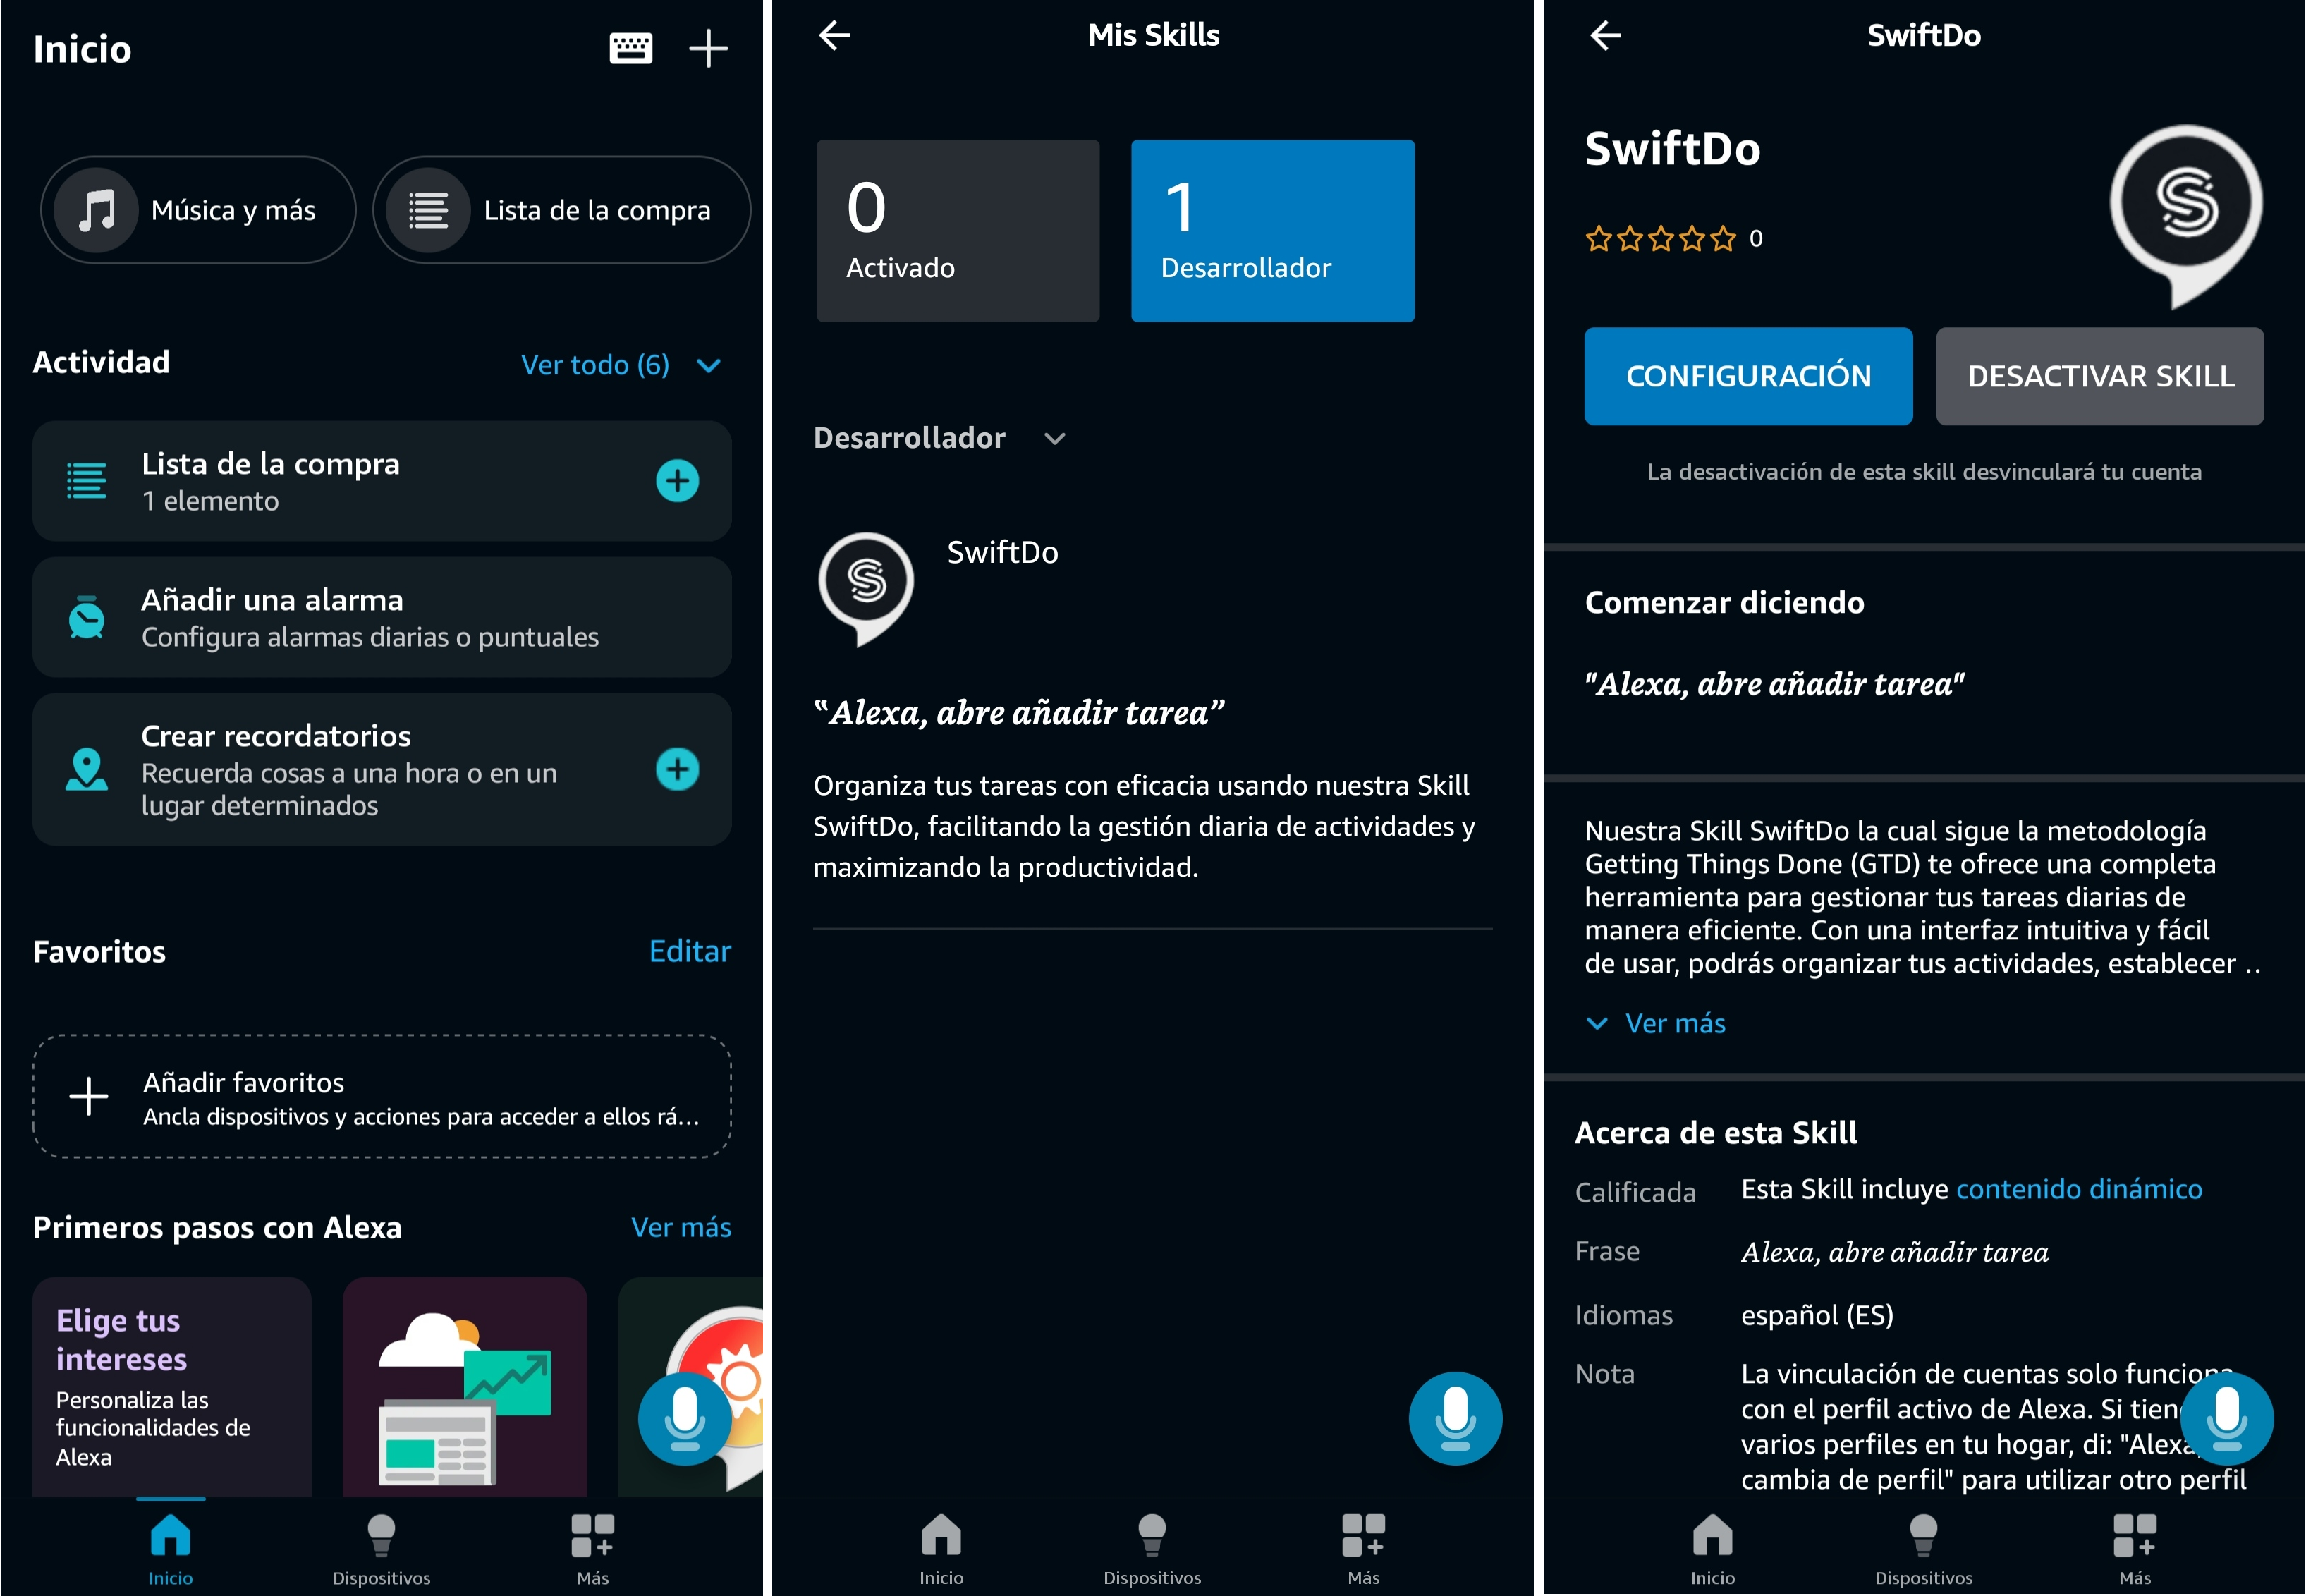 Inicio
Música y más
Lista de la compra
Actividad
Ver todo (6)
Lista de la compra
1 elemento
Añadir una alarma
Configura alarmas diarias o puntuales
Crear recordatorios
Recuerda cosas a una hora o en un
lugar determinados
Favoritos
Editar
Añadir favoritos
Ancla dispositivos y acciones para acceder a ellos rá...
Primeros pasos con Alexa
Ver más
Elige tus
intereses
Personaliza las
funcionalidades de
Alexa
Inicio
Dispositivos
Más
Mis Skills
0
Activado
1
Desarrollador
Desarrollador
SwiftDo
“Alexa, abre añadir tarea”
Organiza tus tareas con eficacia usando nuestra Skill
SwiftDo, facilitando la gestión diaria de actividades y
maximizando la productividad.
Inicio
Dispositivos
Más
SwiftDo
SwiftDo
0
CONFIGURACIÓN
DESACTIVAR SKILL
La desactivación de esta skill desvinculará tu cuenta
Comenzar diciendo
"Alexa, abre añadir tarea"
Nuestra Skill SwiftDo la cual sigue la metodología
Getting Things Done (GTD) te ofrece una completa
herramienta para gestionar tus tareas diarias de
manera eficiente. Con una interfaz intuitiva y fácil
de usar, podrás organizar tus actividades, establecer ..
Ver más
Acerca de esta Skill
Calificada
Esta Skill incluye contenido dinámico
Frase
Alexa, abre añadir tarea
Idiomas
español (ES)
Nota
La vinculación de cuentas solo funciona
con el perfil activo de Alexa. Si
varios perfiles en tu hogar, di: "Alexa,
cambia de perfil" para utilizar otro perfil
Inicio
Dispositivos
Más